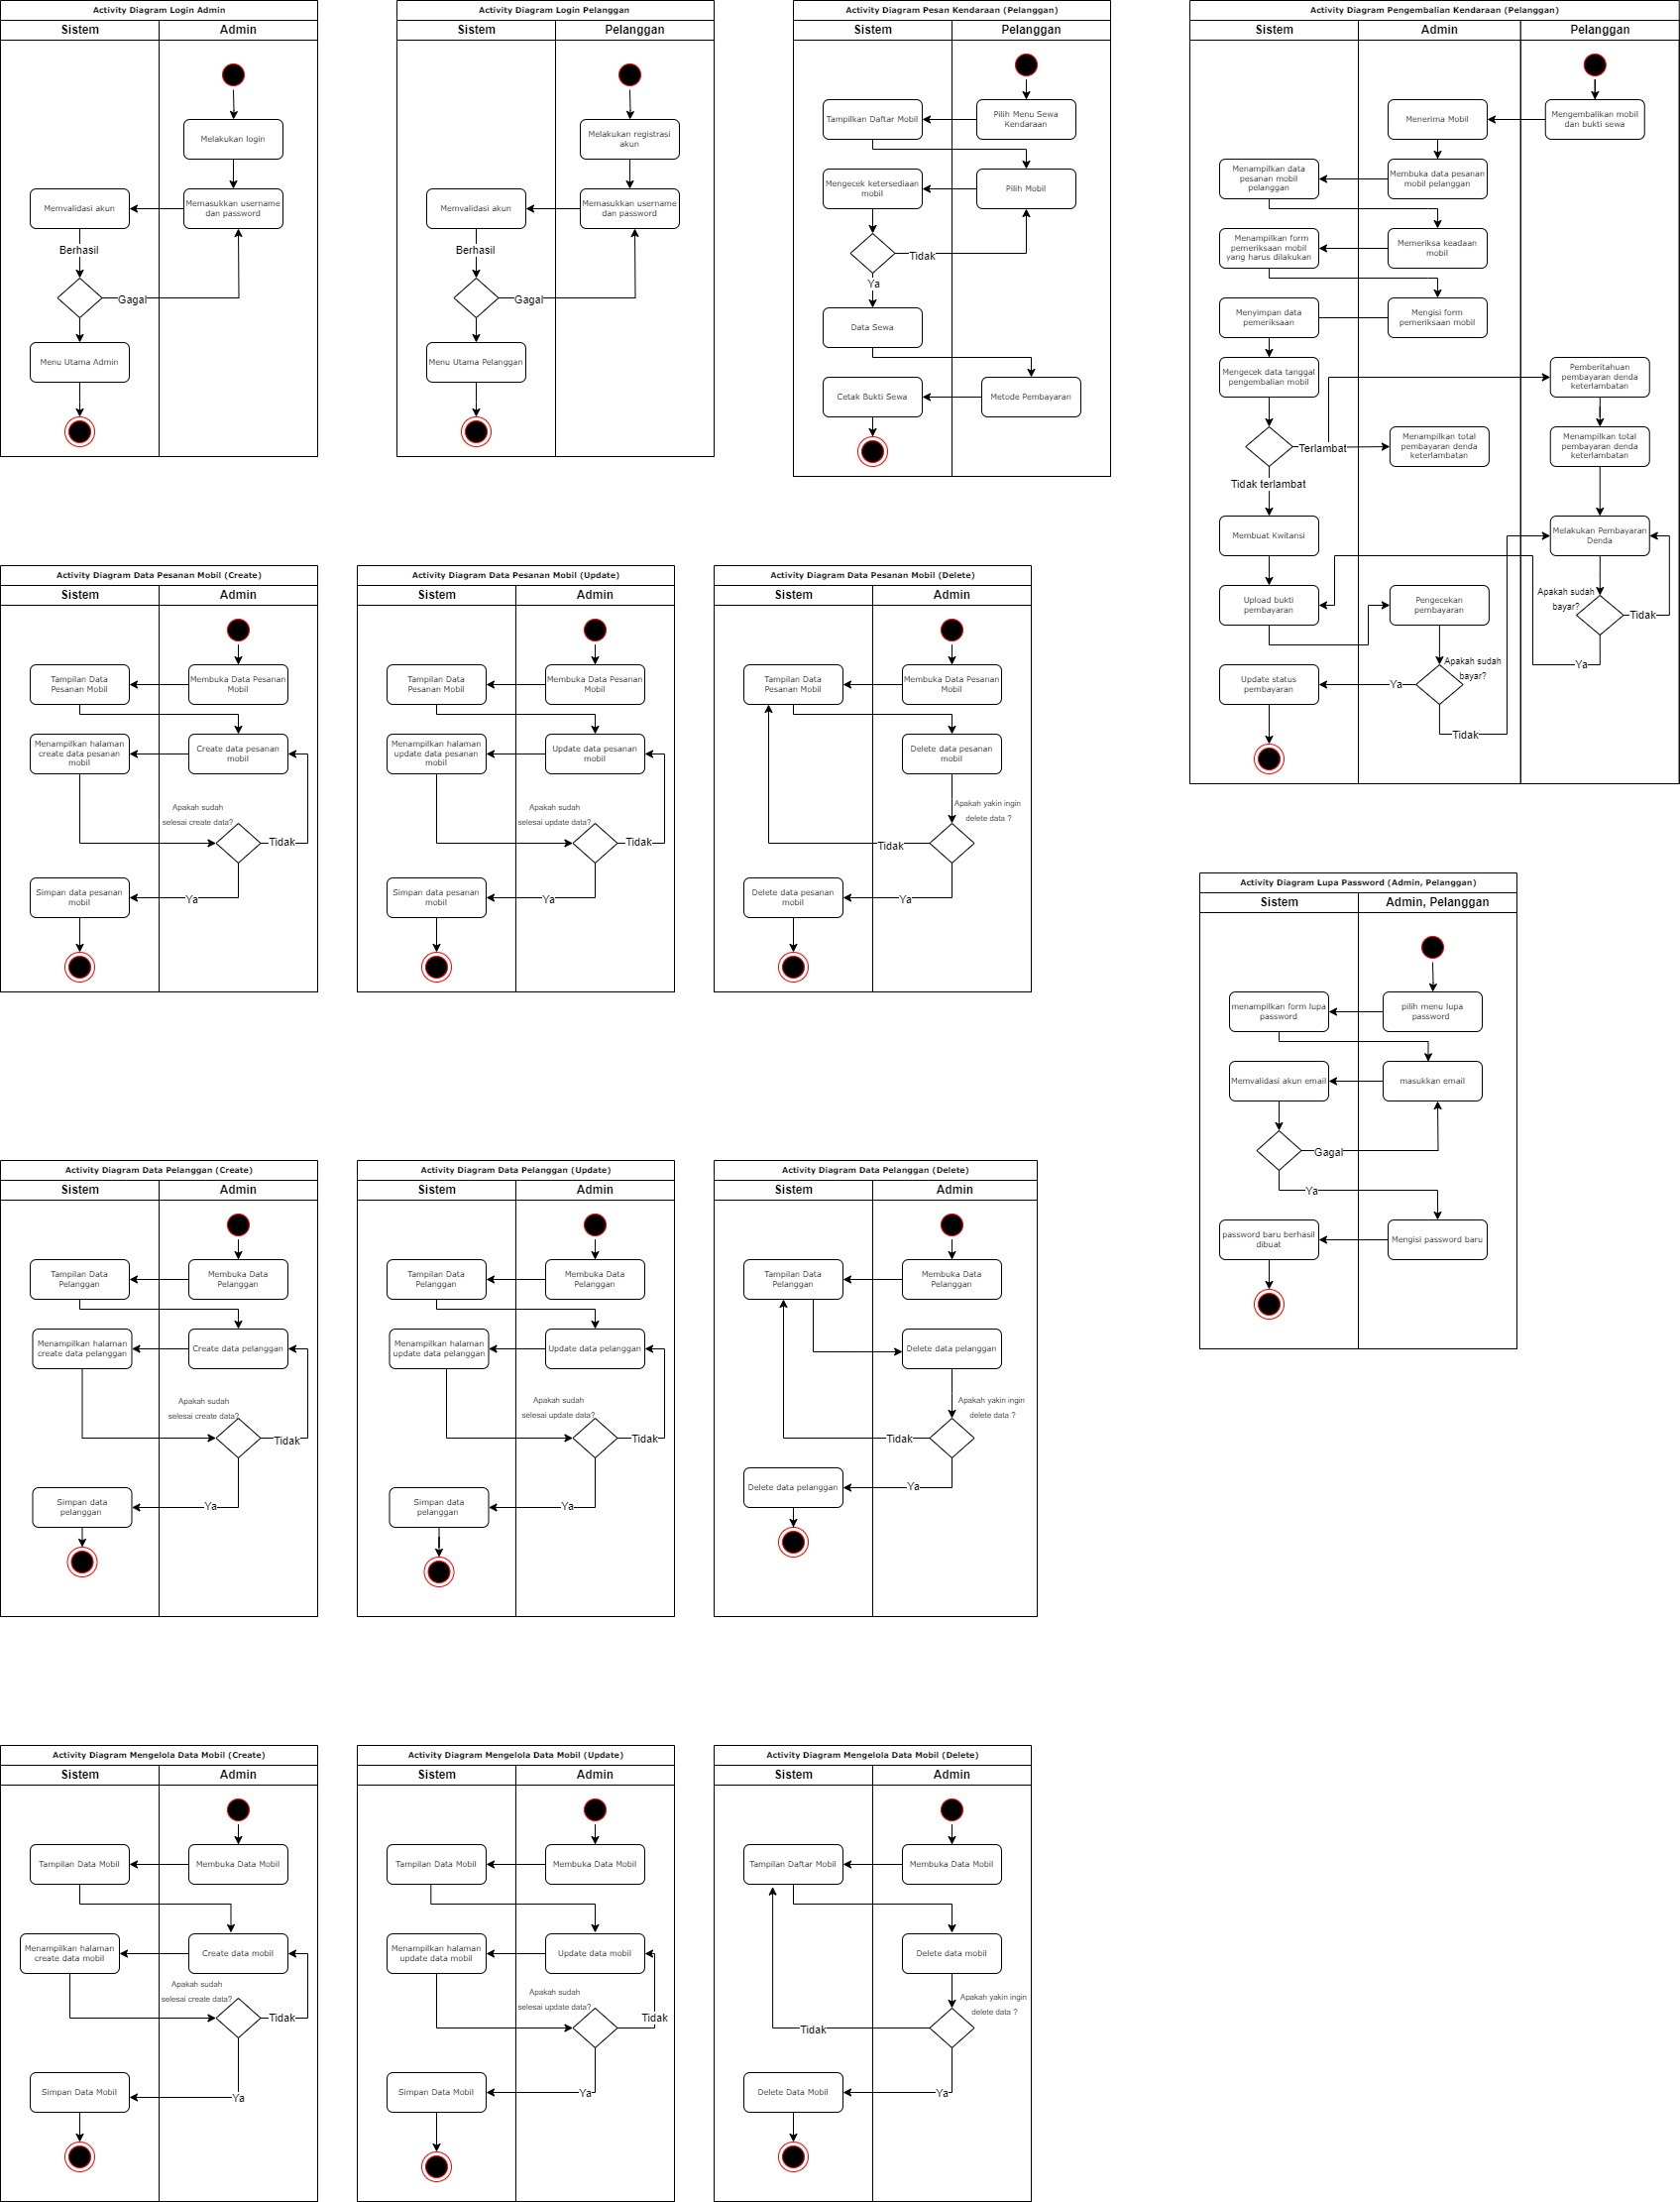 Activity Diagram Login Admin
Sistem
Admin
Melakukan login
Memvalidasi akun
Memasukkan username
dan password
Berhasil
Gagal
Menu Utama Admin
Activity Diagram Login Pelanggan
Sistem
Pelanggan
Melakukan registrasi
akun
Memvalidasi akun
Memasukkan username
dan password
Berhasil
Gagal
Menu Utama Pelanggan
Activity Diagram Pesan Kendaraan (Pelanggan)
Sistem
Pelanggan
Tampilkan Daftar Mobil
Pilih Menu Sewa
Kendaraan
Mengecek ketersediaan
mobil
Pilih Mobil
Tidak
Ya
Data Sewa
Cetak Bukti Sewa
Metode Pembayaran
Activity Diagram Pengembalian Kendaraan (Pelanggan)
Sistem
Admin
Pelanggan
Menerima Mobil
Mengembalikan mobil
dan bukti sewa
Menampilkan data
pesanan mobil
pelanggan
Membuka data pesanan
mobil pelanggan
Menampilkan form
pemeriksaan mobil
yang harus dilakukan
Memeriksa keadaan
mobil
Menyimpan data
pemeriksaan
Mengisi form
pemeriksaan mobil
Mengecek data tanggal
pengembalian mobil
Pemberitahuan
pembayaran denda
keterlambatan
Terlambat
Menampilkan total
pembayaran denda
keterlambatan
Menampilkan total
pembayaran denda
keterlambatan
Tidak terlambat
Membuat Kwitansi
Melakukan Pembayaran
Denda
Upload bukti
pembayaran
Pengecekan
pembayaran
Apakah sudah
bayar?
Tidak
Ya
Update status
pembayaran
Ya
Apakah sudah
bayar?
Tidak
Activity Diagram Data Pesanan Mobil (Create)
Sistem
Admin
Tampilan Data
Pesanan Mobil
Membuka Data Pesanan
Mobil
Menampilkan halaman
create data pesanan
mobil
Create data pesanan
mobil
Apakah sudah
selesai create data?
Tidak
Simpan data pesanan
mobil
Ya
Activity Diagram Data Pesanan Mobil (Update)
Sistem
Admin
Tampilan Data
Pesanan Mobil
Membuka Data Pesanan
Mobil
Menampilkan halaman
update data pesanan
mobil
Update data pesanan
mobil
Apakah sudah
selesai update data?
Tidak
Simpan data pesanan
mobil
Ya
Activity Diagram Data Pesanan Mobil (Delete)
Sistem
Admin
Tampilan Data
Pesanan Mobil
Membuka Data Pesanan
Mobil
Delete data pesanan
mobil
Apakah yakin ingin
delete data ?
Tidak
Delete data pesanan
mobil
Ya
Activity Diagram Lupa Password (Admin, Pelanggan)
Sistem
Admin, Pelanggan
menampilkan form lupa
password
pilih menu lupa
password
Memvalidasi akun email
masukkan email
Gagal
Ya
password baru berhasil
dibuat
Mengisi password baru
Activity Diagram Data Pelanggan (Create)
Sistem
Admin
Tampilan Data
Pelanggan
Membuka Data
Pelanggan
Menampilkan halaman
create data pelanggan
Create data pelanggan
Apakah sudah
selesai create data?
Tidak
Simpan data
pelanggan
Ya
Activity Diagram Data Pelanggan (Update)
Sistem
Admin
Tampilan Data
Pelanggan
Membuka Data
Pelanggan
Menampilkan halaman
update data pelanggan
Update data pelanggan
Apakah sudah
selesai update data?
Tidak
Simpan data
pelanggan
Ya
Activity Diagram Data Pelanggan (Delete)
Sistem
Admin
Tampilan Data
Pelanggan
Membuka Data
Pelanggan
Delete data pelanggan
Apakah yakin ingin
delete data ?
Tidak
Delete data pelanggan
Ya
Activity Diagram Mengelola Data Mobil (Create)
Sistem
Admin
Tampilan Data Mobil
Membuka Data Mobil
Menampilkan halaman
create data mobil
Create data mobil
Apakah sudah
selesai create data?
Tidak
Simpan Data Mobil
Ya
Activity Diagram Mengelola Data Mobil (Update)
Sistem
Admin
Tampilan Data Mobil
Membuka Data Mobil
Menampilkan halaman
update data mobil
Update data mobil
Apakah sudah
selesai update data?
Tidak
Simpan Data Mobil
Ya
Activity Diagram Mengelola Data Mobil (Delete)
Sistem
Admin
Tampilan Daftar Mobil
Membuka Data Mobil
Delete data mobil
Apakah yakin ingin
delete data ?
Tidak
Delete Data Mobil
Ya